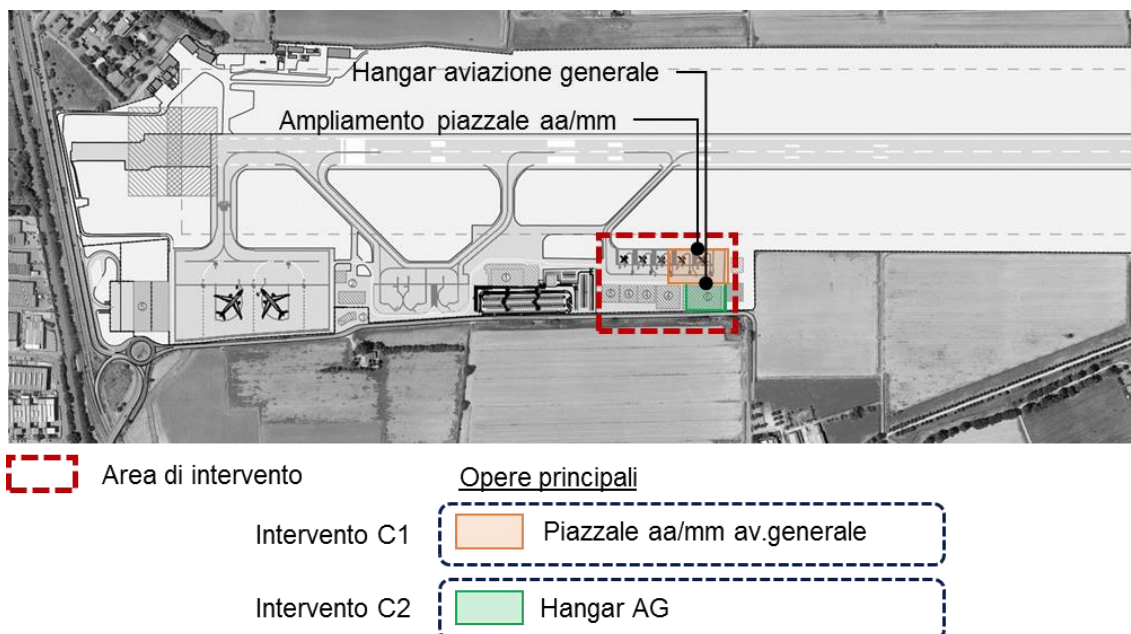 Hangar aviazione generale
Ampliamento piazzale aa/mm
Area di intervento
Opere principali
Intervento C1
Piazzale aa/mm av.generale
Intervento C2
Hangar AG